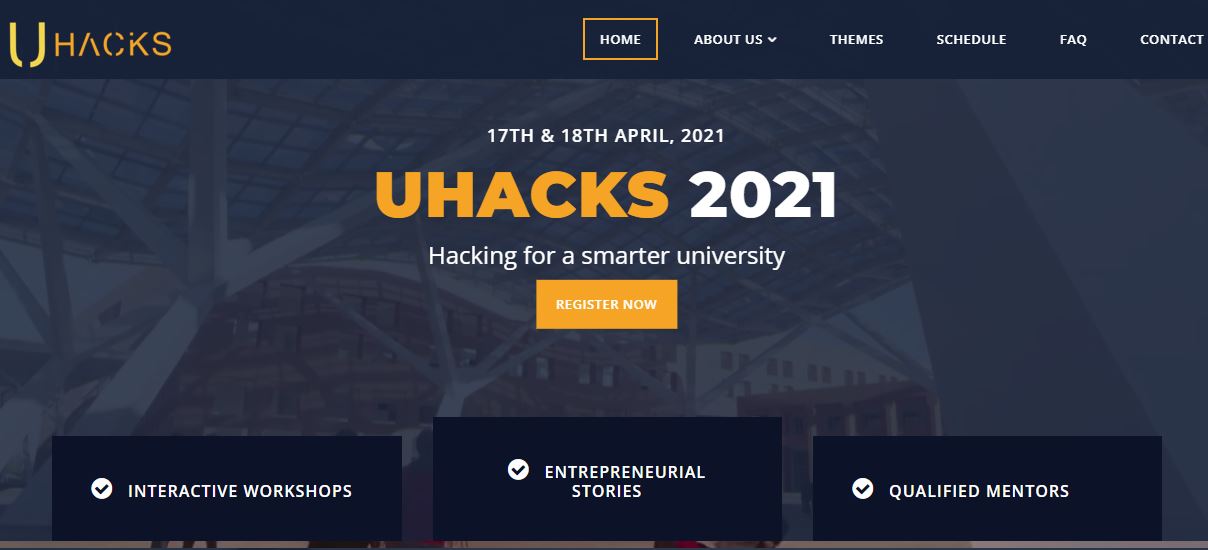 UHACKS
HOME
ABOUT US
THEMES
SCHEDULE
FAQ
CONTACT
17TH & 18TH APRIL, 2021
UHACKS 2021
Hacking for a smarter university
REGISTER NOW
INTERACTIVE WORKSHOPS
ENTREPRENEURIAL
STORIES
QUALIFIED MENTORS